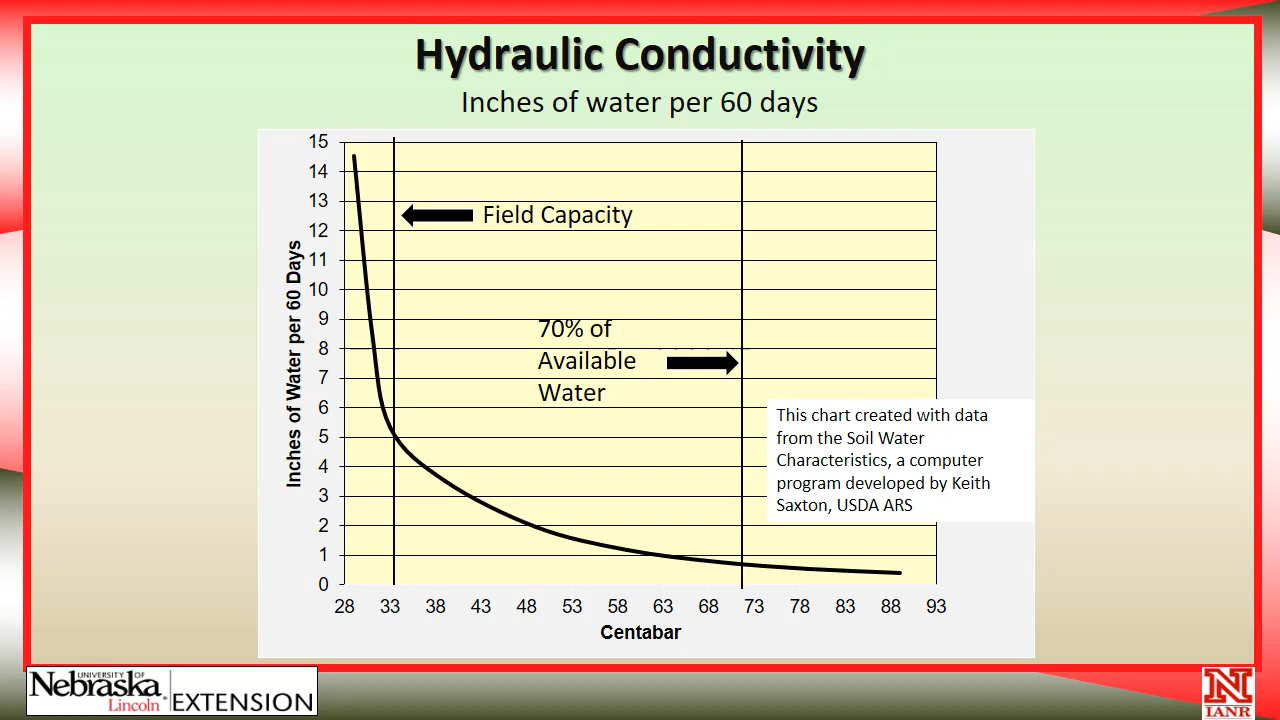 Hydraulic Conductivity
Inches of water per 60 days
15
14
13
12
11
10
9
8
7
6
5
4
3
2
1
0
Inches of Water per 60 Days
Field Capacity
70% of
Available
Water
This chart created with data
from the Soil Water
Characteristics, a computer
program developed by Keith
Saxton, USDA ARS
28 33 38 43 48 53 58 63 68 73 78 83 88 93
Centabar
UNIVERSITY OF
Nebraska
Lincoln
EXTENSION
N
IANR